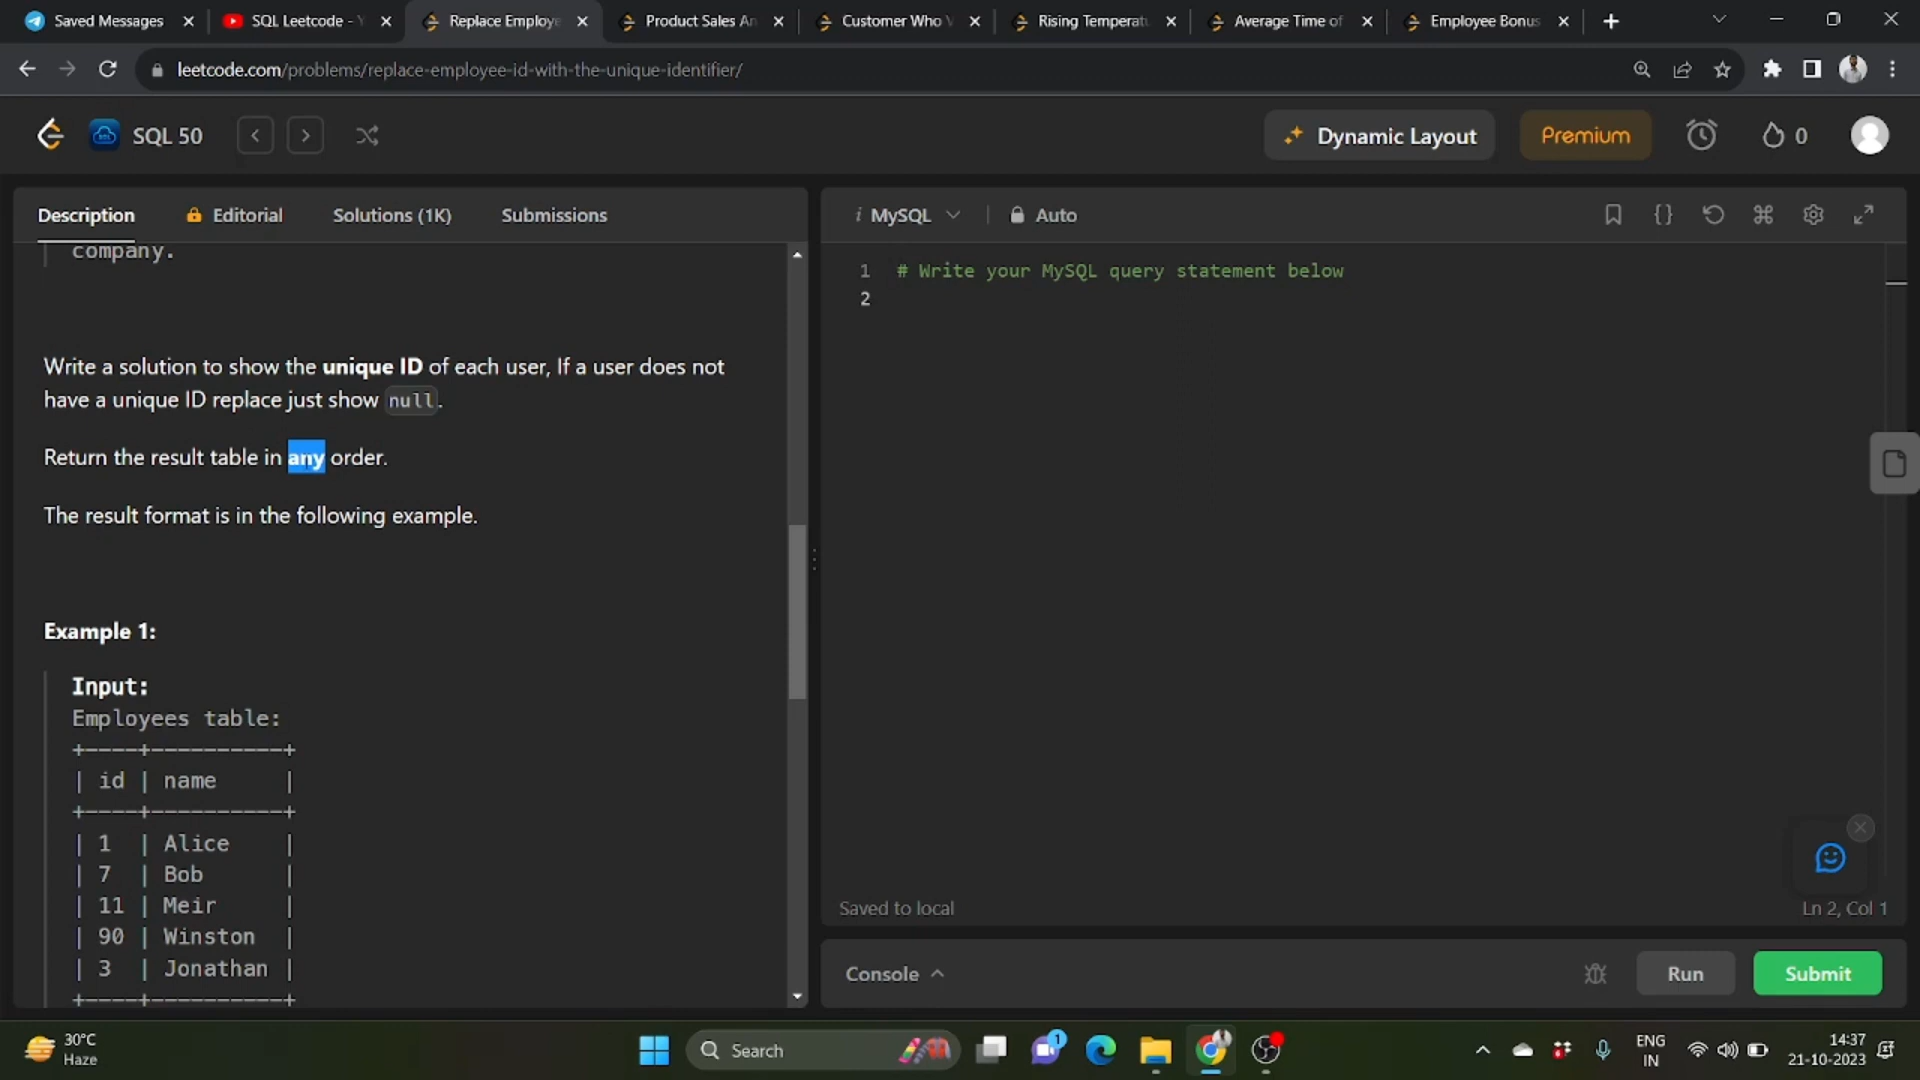 Saved Messages
SQL Leetcode - Y
Replace Employe
Product Sales An
Customer Who V
Rising Temperatu
Average Time of
Employee Bonus
leetcode.com/problems/replace-employee-id-with-the-unique-identifier/
SQL 50
Dynamic Layout
Premium
0
Description
Editorial
Solutions (1K)
Submissions
i MySQL
Auto
company.
Write a solution to show the unique ID of each user, If a user does not
have a unique ID replace just show null.
Return the result table in any order.
The result format is in the following example.
Example 1:
Input:
Employees table:
+----+----------+
| id | name     |
+----+----------+
| 1  | Alice    |
| 7  | Bob      |
| 11 | Meir     |
| 90 | Winston  |
| 3  | Jonathan |
+----+----------+
1 # Write your MySQL query statement below
2
Saved to local
Ln 2, Col 1
Console
Run
Submit
30°C
Haze
Search
1
ENG
IN
14:37
21-10-2023